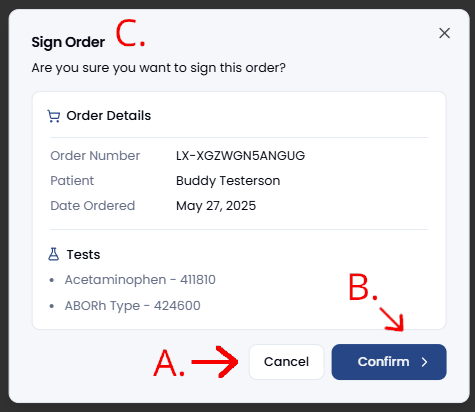 Sign Order C.
Are you sure you want to sign this order?
Order Details
Order Number LX-XGZWGN5ANGUG
Patient Buddy Testerson
Date Ordered May 27, 2025
Tests
• Acetaminophen - 411810
• ABORh Type - 424600
B.
A. Cancel Confirm